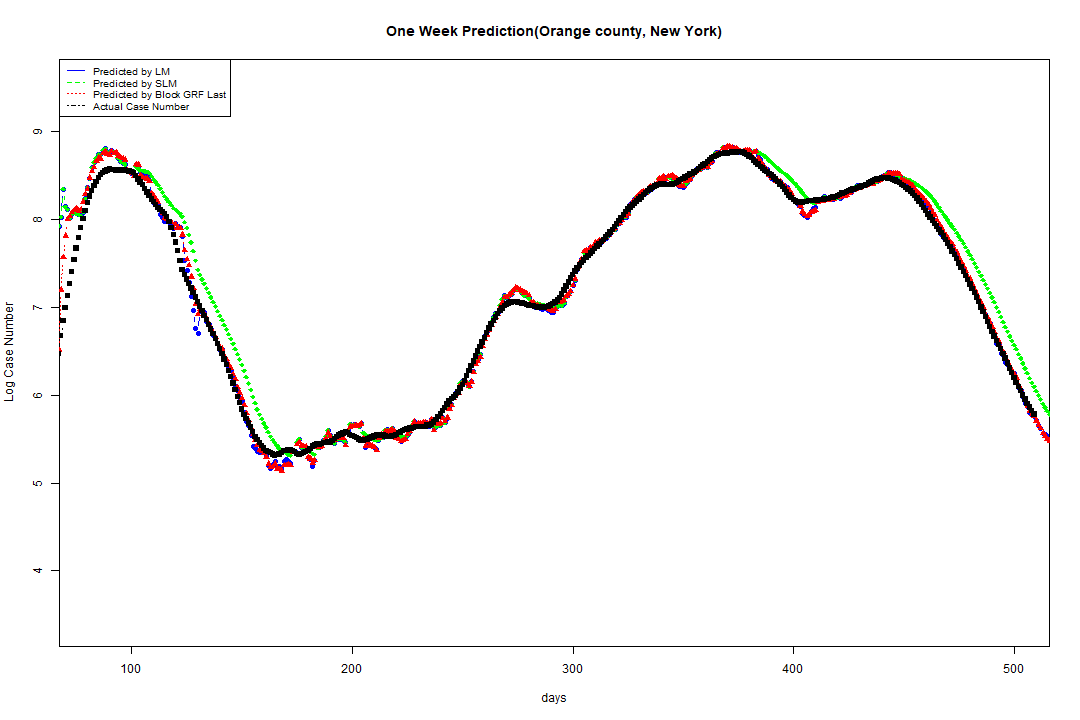 One Week Prediction(Orange county, New York)
Predicted by LM
Predicted by SLM
Predicted by Block GRF Last
Actual Case Number
Log Case Number
9
8
7
6
5
4
100 200 300 400 500
days